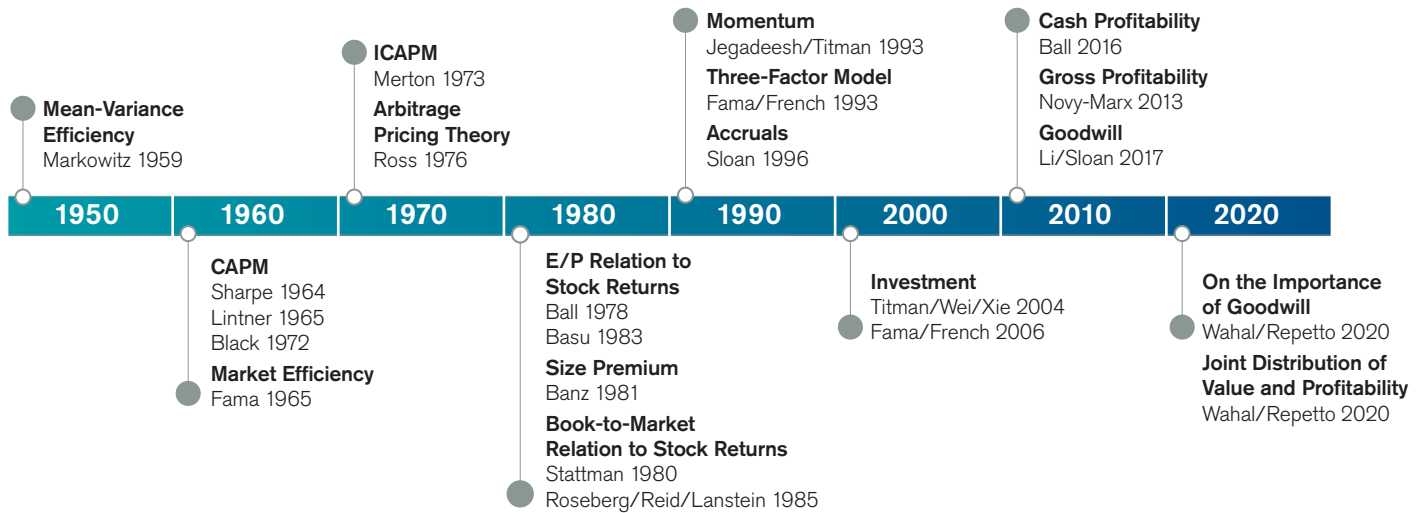 Mean-Variance
Efficiency
Markowitz 1959
ICAPM
Merton 1973
Arbitrage
Pricing Theory
Ross 1976
Momentum
Jegadeesh/Titman 1993
Three-Factor Model
Fama/French 1993
Accruals
Sloan 1996
Cash Profitability
Ball 2016
Gross Profitability
Novy-Marx 2013
Goodwill
Li/Sloan 2017
1950 1960 1970 1980 1990 2000 2010 2020
CAPM
Sharpe 1964
Lintner 1965
Black 1972
Market Efficiency
Fama 1965
E/P Relation to
Stock Returns
Ball 1978
Basu 1983
Size Premium
Banz 1981
Book-to-Market
Relation to Stock Returns
Stattman 1980
Roseberg/Reid/Lanstein 1985
Investment
Titman/Wei/Xie 2004
Fama/French 2006
On the Importance
of Goodwill
Wahal/Repetto 2020
Joint Distribution of
Value and Profitability
Wahal/Repetto 2020